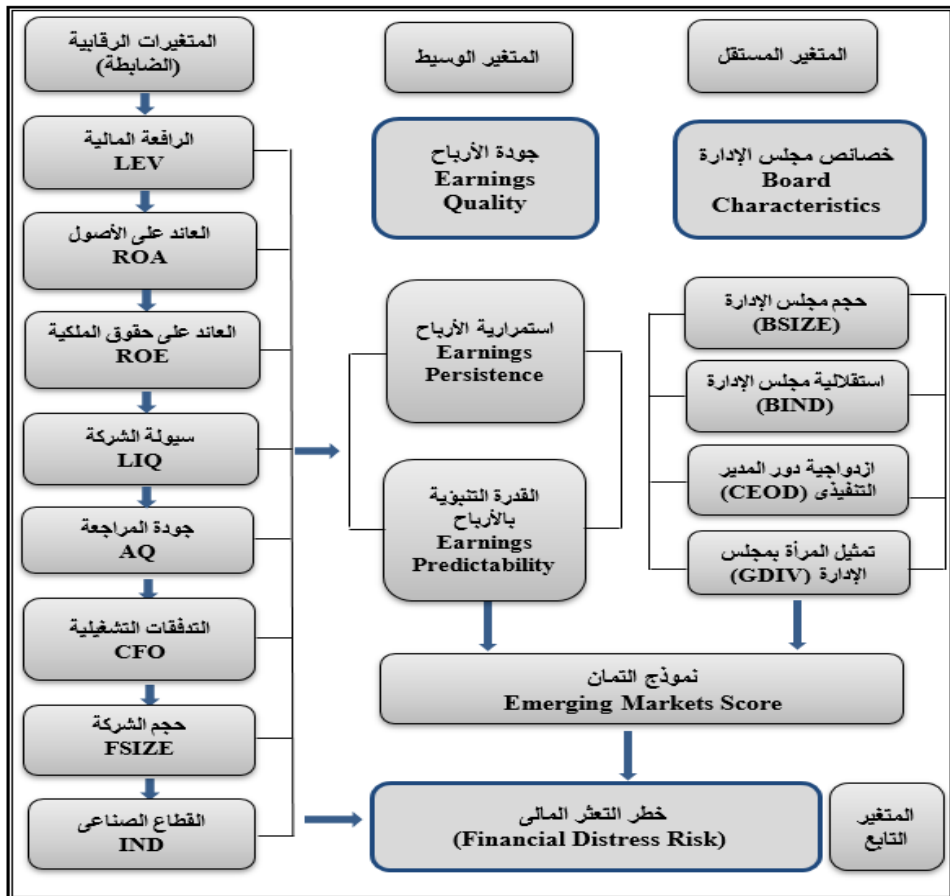 المتغير المستقل
خصائص مجلس الإدارة
Board
Characteristics
حجم مجلس الإدارة
(BSIZE)
استقلالية مجلس الإدارة
(BIND)
ازدواجية دور المدير
التنفيذى (CEOD)
تمثيل المرأة بمجلس
الإدارة (GDIV)
المتغير الوسيط
جودة الأرباح
Earnings
Quality
استمرارية الأرباح
Earnings
Persistence
القدرة التنبؤية
بالأرباح
Earnings
Predictability
المتغيرات الرقابية
(الضابطة)
الرافعة المالية
LEV
العائد على الأصول
ROA
العائد على حقوق الملكية
ROE
سيولة الشركة
LIQ
جودة المراجعة
AQ
التدفقات التشغيلية
CFO
حجم الشركة
FSIZE
القطاع الصناعى
IND
نموذج التمان
Emerging Markets Score
المتغير
التابع
خطر التعثر المالى
(Financial Distress Risk)